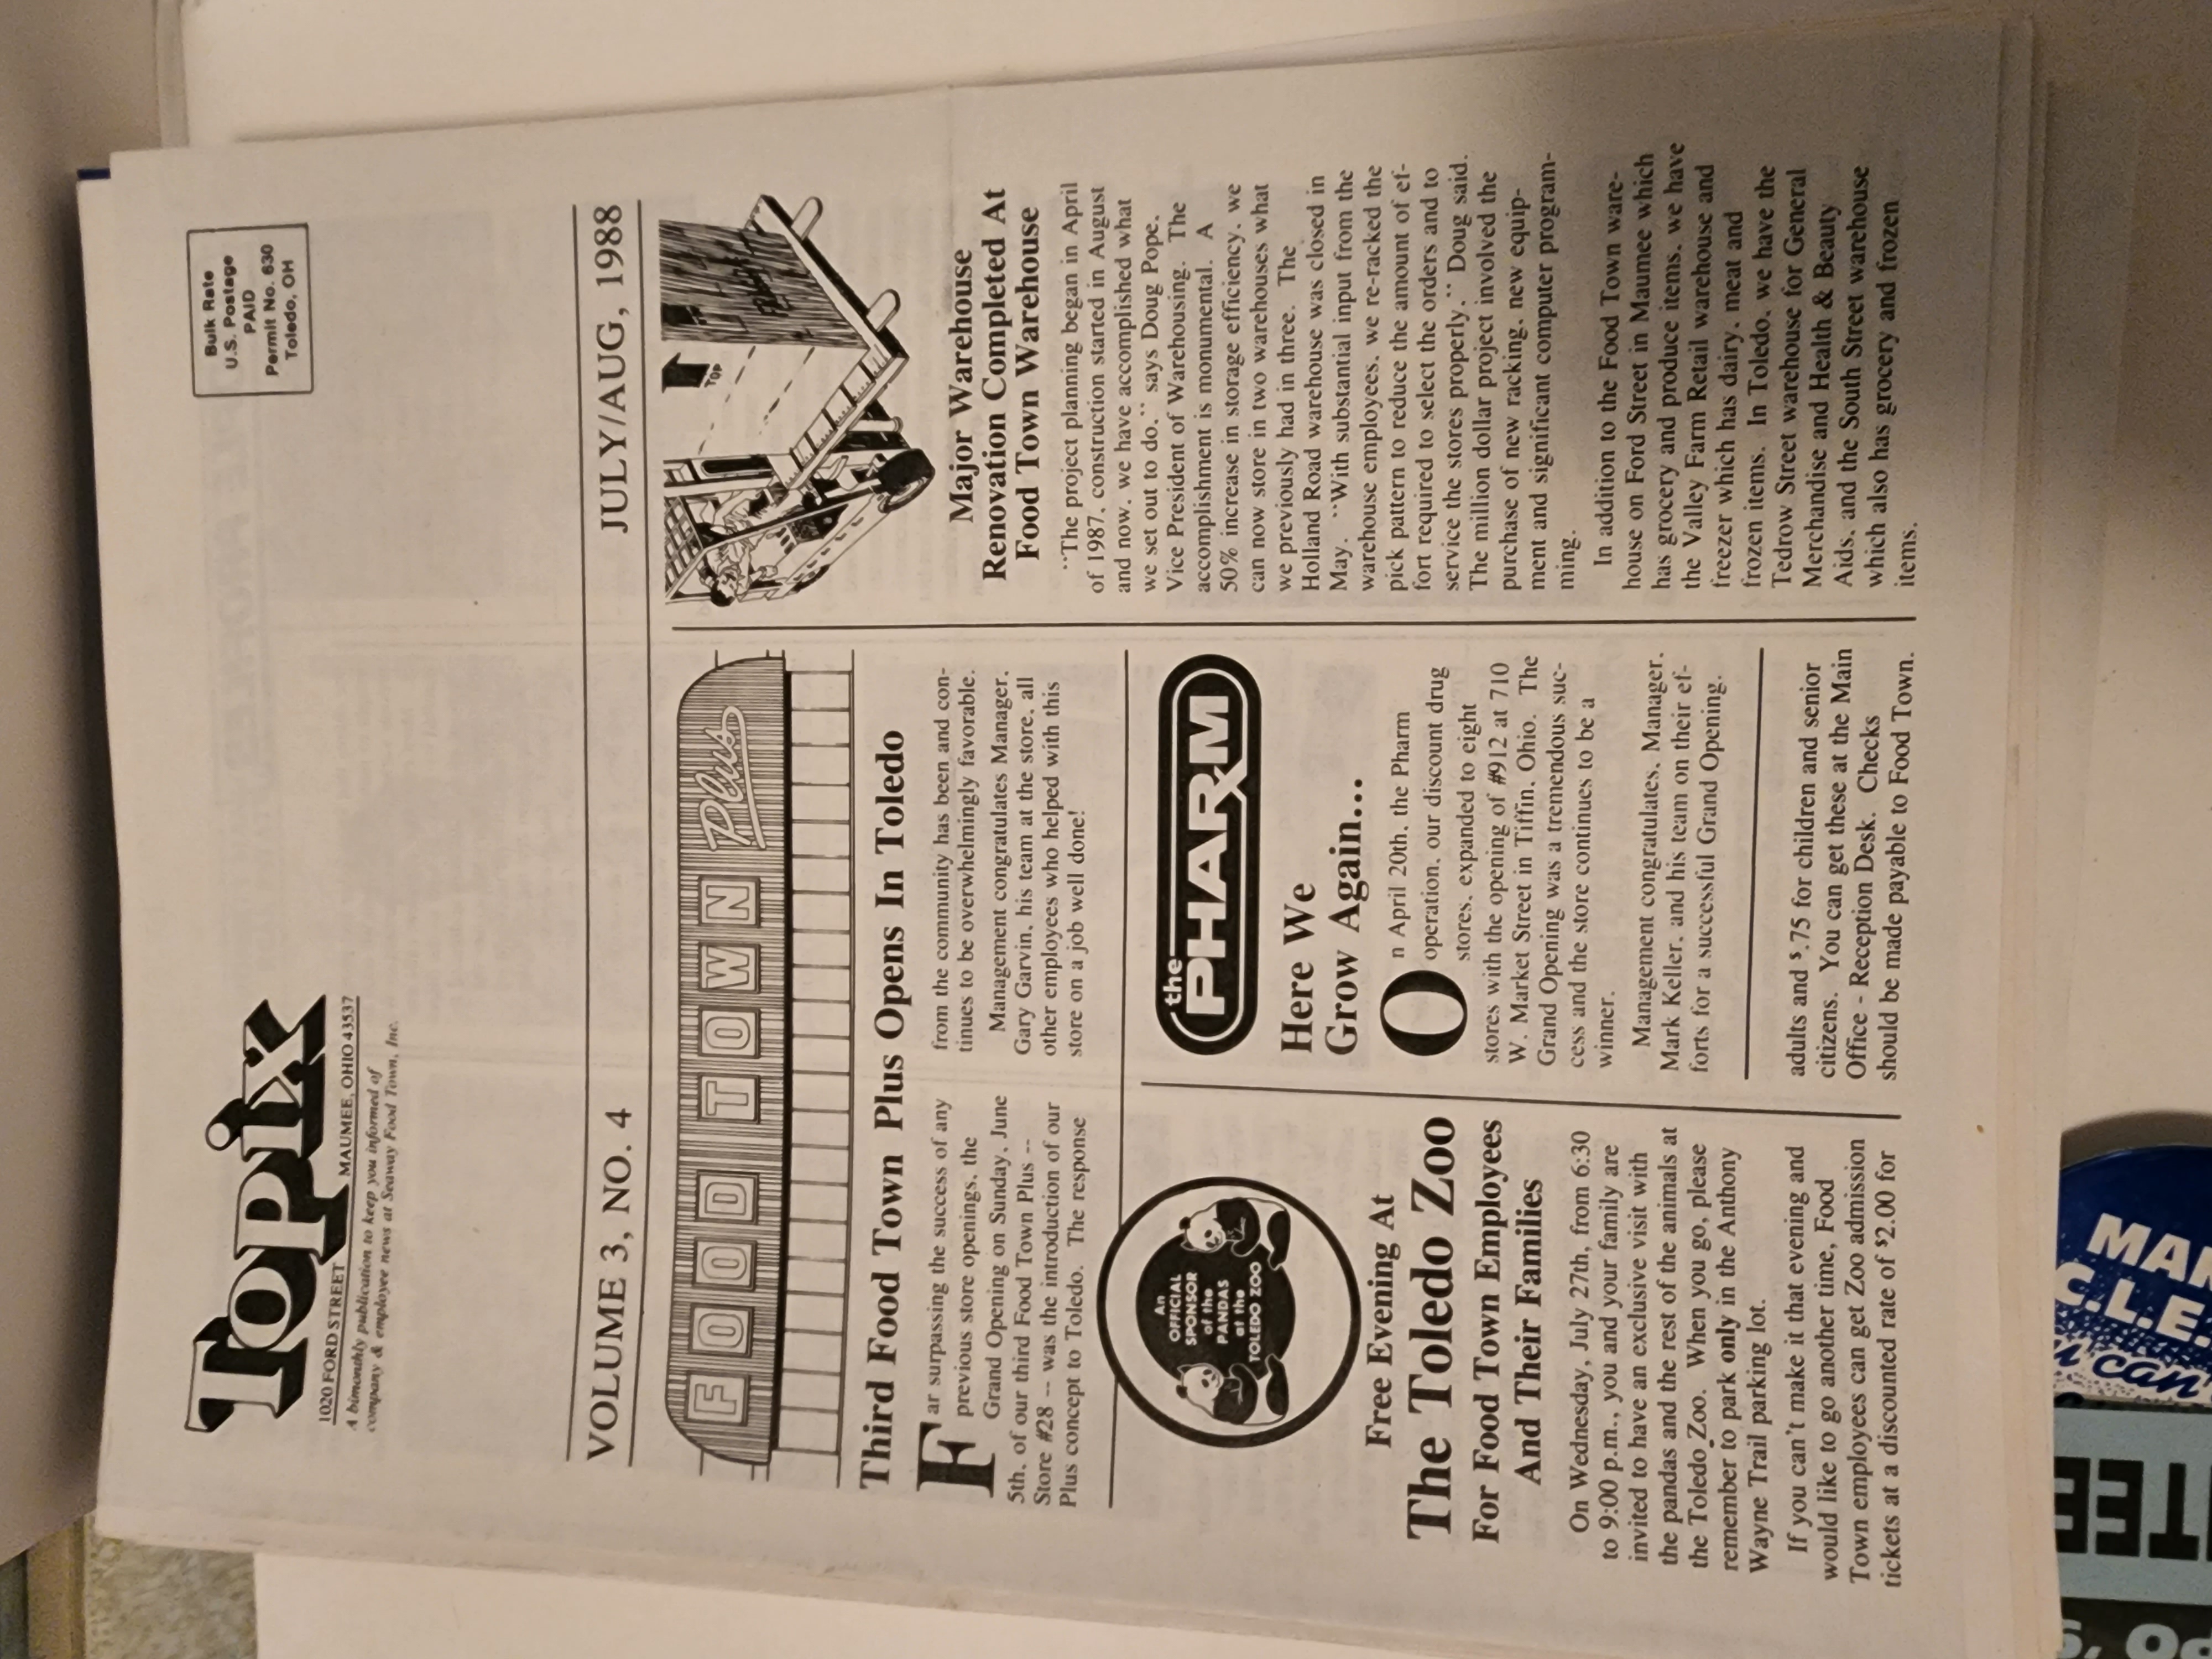 Topix
1020 FORD STREET MAUMEE, OHIO 43537
A bimonthly publication to keep you informed of
company & employee news at Seaway Food Town, Inc.
Bulk Rate
U.S. Postage
PAID
Permit No. 630
Toledo, OH
VOLUME 3, NO. 4 JULY/AUG, 1988
FOOD TOWN Plus
Third Food Town Plus Opens In Toledo
Far surpassing the success of any
previous store openings, the
Grand Opening on Sunday, June
5th, of our third Food Town Plus --
Store #28 -- was the introduction of our
Plus concept to Toledo. The response
from the community has been and con-
tinues to be overwhelmingly favorable.
Management congratulates Manager,
Gary Garvin, his team at the store, all
other employees who helped with this
store on a job well done!
An
OFFICIAL
SPONSOR
of the
PANDAS
at the
TOLEDO ZOO
Free Evening At
The Toledo Zoo
For Food Town Employees
And Their Families
On Wednesday, July 27th, from 6:30
to 9:00 p.m., you and your family are
invited to have an exclusive visit with
the pandas and the rest of the animals at
the Toledo Zoo. When you go, please
remember to park only in the Anthony
Wayne Trail parking lot.
If you can't make it that evening and
would like to go another time, Food
Town employees can get Zoo admission
tickets at a discounted rate of $2.00 for
adults and $.75 for children and senior
citizens. You can get these at the Main
Office - Reception Desk. Checks
should be made payable to Food Town.
the
PHARM
Here We
Grow Again...
On April 20th, the Pharm
operation, our discount drug
stores, expanded to eight
stores with the opening of #912 at 710
W. Market Street in Tiffin, Ohio. The
Grand Opening was a tremendous suc-
cess and the store continues to be a
winner.
Management congratulates, Manager,
Mark Keller, and his team on their ef-
forts for a successful Grand Opening.
TOP
Major Warehouse
Renovation Completed At
Food Town Warehouse
"The project planning began in April
of 1987, construction started in August
and now, we have accomplished what
we set out to do," says Doug Pope,
Vice President of Warehousing. The
accomplishment is monumental. A
50% increase in storage efficiency, we
can now store in two warehouses what
we previously had in three. The
Holland Road warehouse was closed in
May. "With substantial input from the
warehouse employees, we re-racked the
pick pattern to reduce the amount of ef-
fort required to select the orders and to
service the stores properly," Doug said.
The million dollar project involved the
purchase of new racking, new equip-
ment and significant computer program-
ming.
In addition to the Food Town ware-
house on Ford Street in Maumee which
has grocery and produce items, we have
the Valley Farm Retail warehouse and
freezer which has dairy, meat and
frozen items. In Toledo, we have the
Tedrow Street warehouse for General
Merchandise and Health & Beauty
Aids, and the South Street warehouse
which also has grocery and frozen
items.
MAR
C.L.E.
can
TEE